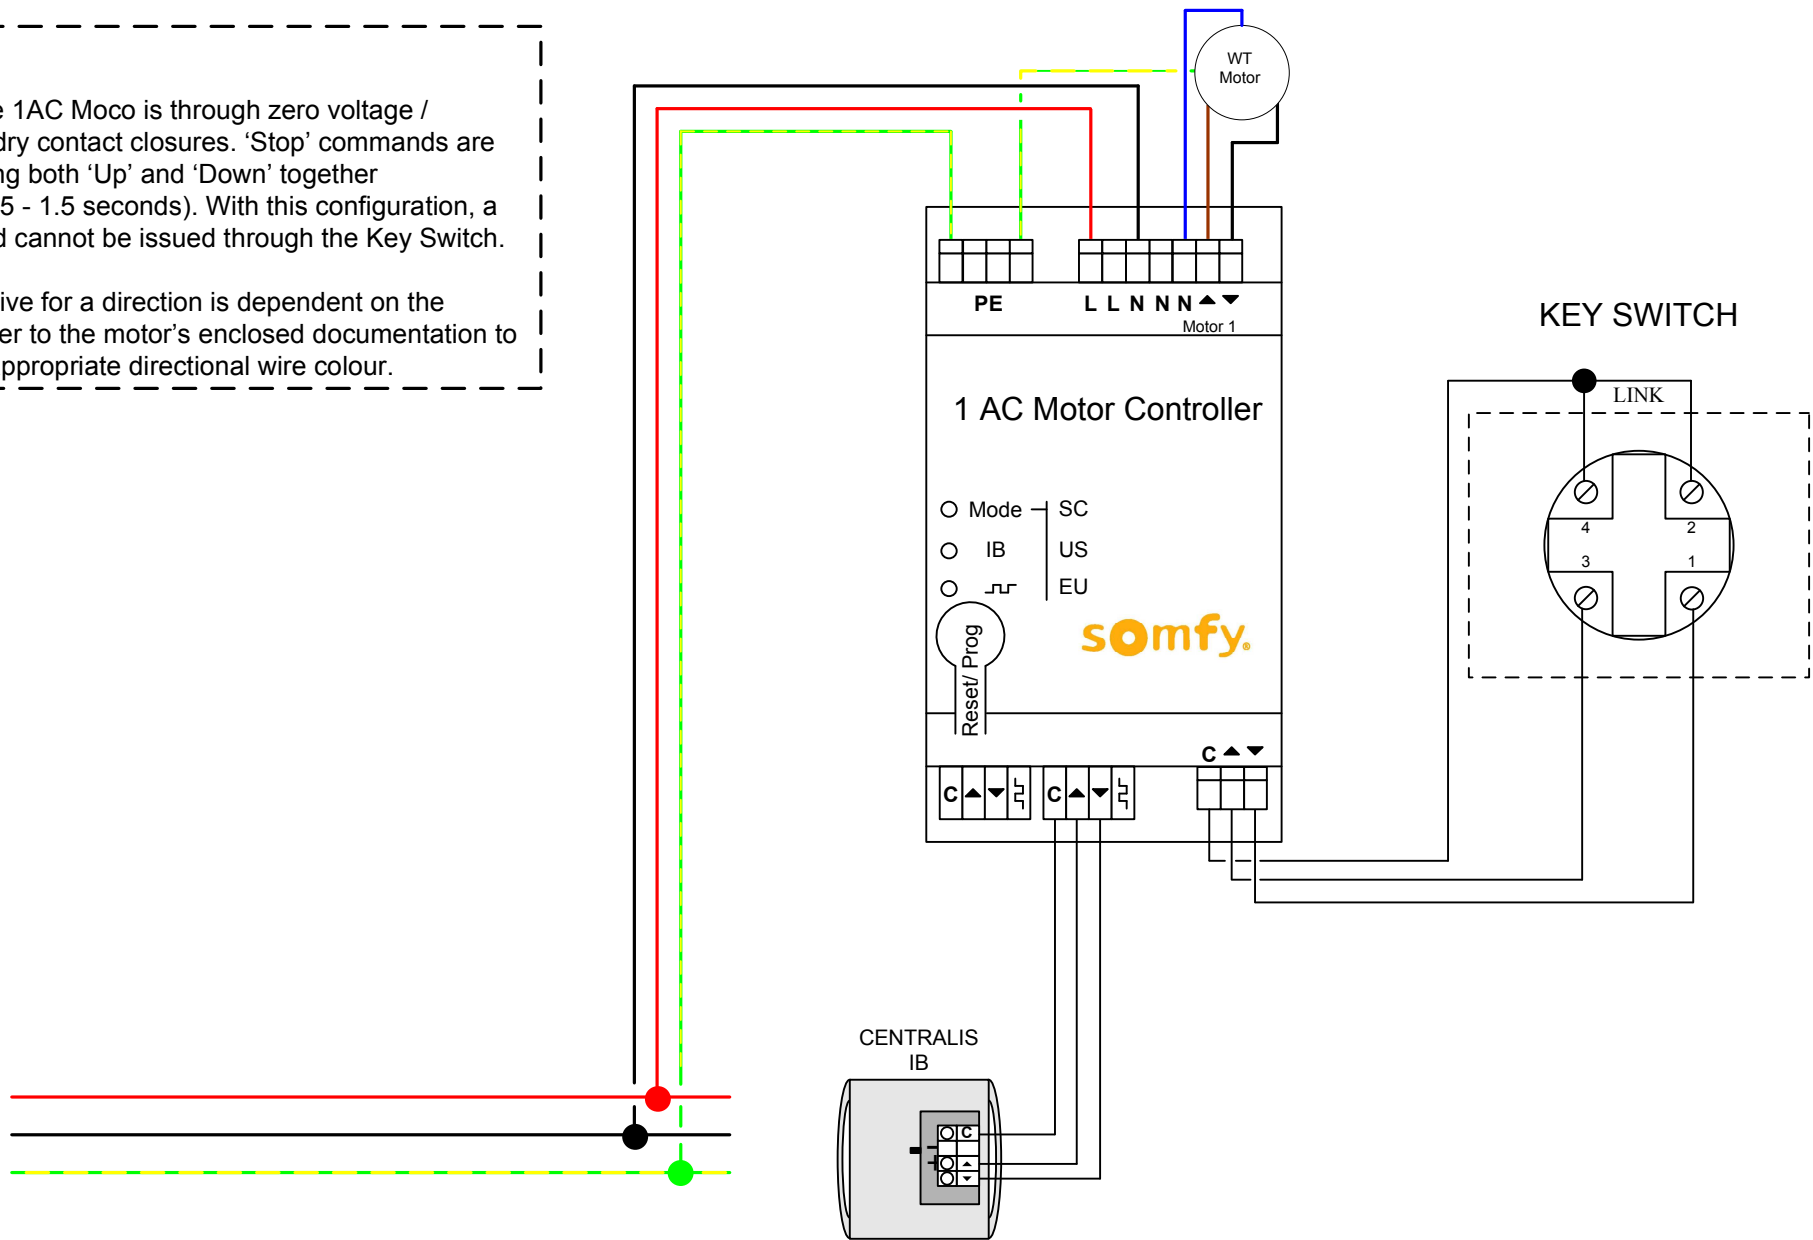 e 1AC Moco is through zero voltage /
dry contact closures. ‘Stop’ commands are
ng both ‘Up’ and ‘Down’ together
5 - 1.5 seconds). With this configuration, a
d cannot be issued through the Key Switch.
ive for a direction is dependent on the
er to the motor’s enclosed documentation to
ppropriate directional wire colour.
WT
Motor
PE
L L N N N
Motor 1
KEY SWITCH
LINK
1 AC Motor Controller
Mode SC
IB US
EU
4 2
3 1
somfy.
Reset/ Prog
C
C C
CENTRALIS
IB
C